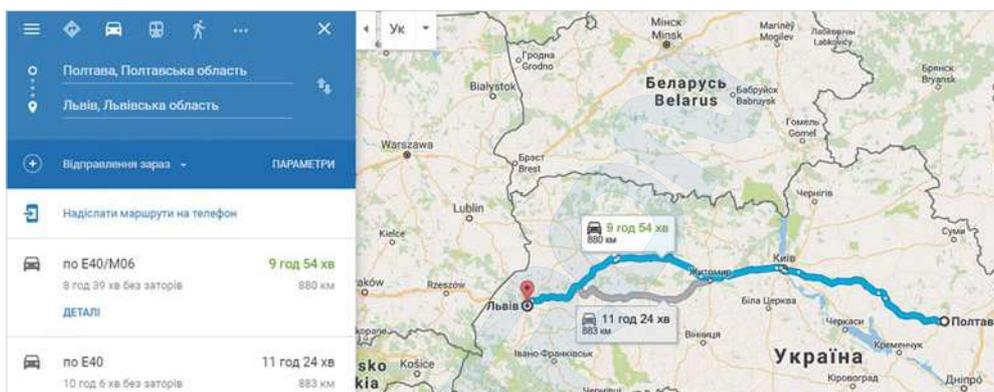 Полтава, Полтавська область
Львів, Львівська область
Відправлення зараз
ПАРАМЕТРИ
Надіслати маршрути на телефон
по E40/M06
9 год 54 хв
8 год 39 хв без заторів
880 км
ДЕТАЛІ
по E40
11 год 24 хв
10 год 6 хв без заторів
883 км
Ук
Мінск
Minsk
Магілёў
Mogilev
Гродна
Grodno
Białystok
Беларусь
Belarus
Бабруйск
Babruysk
Брянск
Bryansk
Гомель
Gomel
Warszawa
Брэст
Brest
Lublin
Чернігів
Kielce
9 год 54 хв
880 км
Суми
Київ
Житомир
Rzeszów
Львів
11 год 24 хв
883 км
Біла Церква
Полтав
Черкаси
Вінниця
Кременчук
Івано-Франківськ
Україна
Košice
Кіровоград
Дніпро
Чернівці